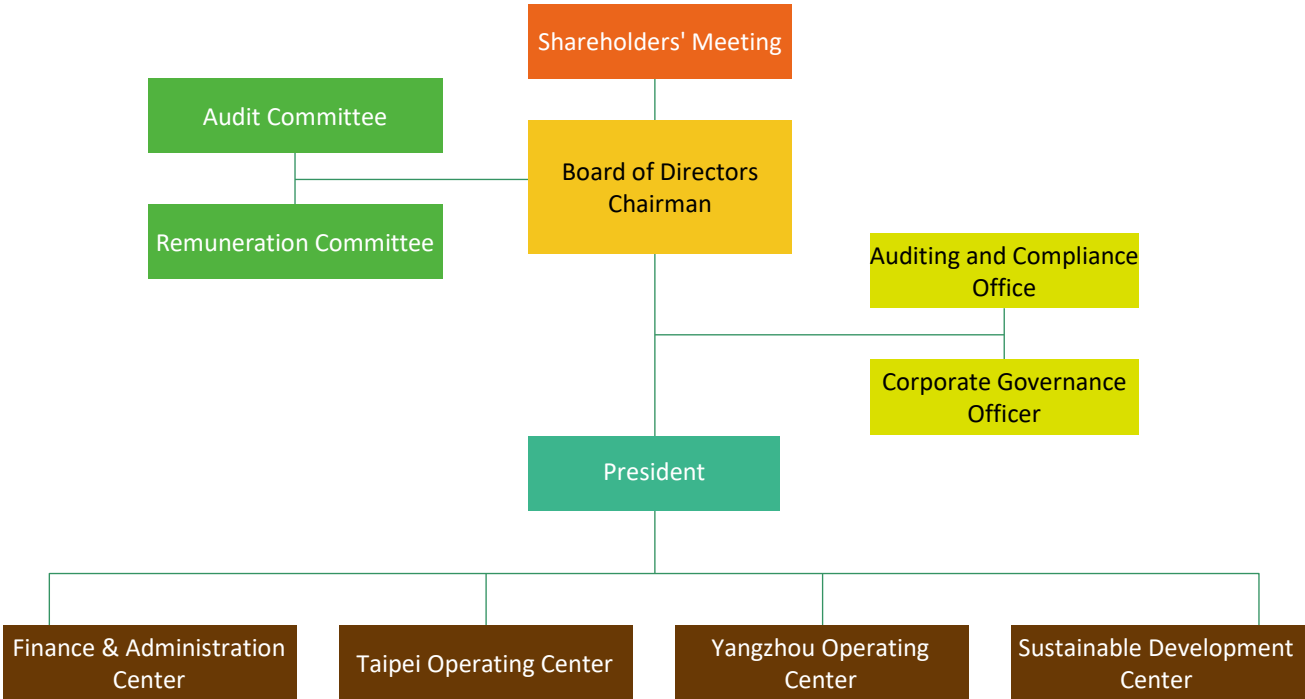 Shareholders' Meeting
Audit Committee
Board of Directors
Chairman
Remuneration Committee
Auditing and Compliance
Office
Corporate Governance
Officer
President
Finance & Administration
Center
Taipei Operating Center
Yangzhou Operating
Center
Sustainable Development
Center